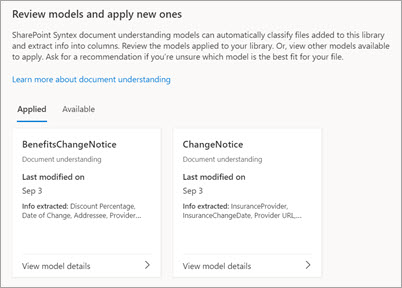 Review models and apply new ones
SharePoint Syntex document understanding models can automatically classify files added to this library
and extract info into columns. Review the models applied to your library. Or, view other models available
to apply. Ask for a recommendation if you're unsure which model is the best fit for your file.
Learn more about document understanding
Applied Available
BenefitsChangeNotice
Document understanding
Last modified on
Sep 3
Info extracted: Discount Percentage,
Date of Change, Addressee, Provider...
View model details
ChangeNotice
Document understanding
Last modified on
Sep 3
Info extracted: InsuranceProvider,
InsuranceChangeDate, Provider URL,...
View model details